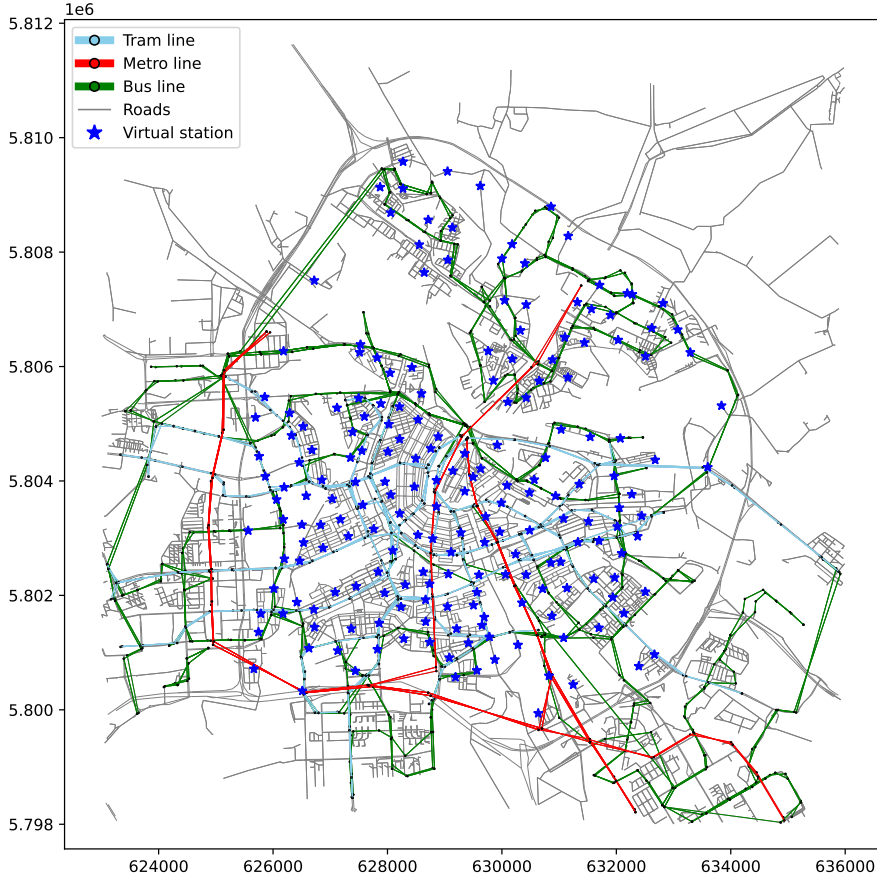 1e6
5.812
5.810
5.808
5.806
5.804
5.802
5.800
5.798
Tram line
Metro line
Bus line
Roads
Virtual station
624000 626000 628000 630000 632000 634000 636000